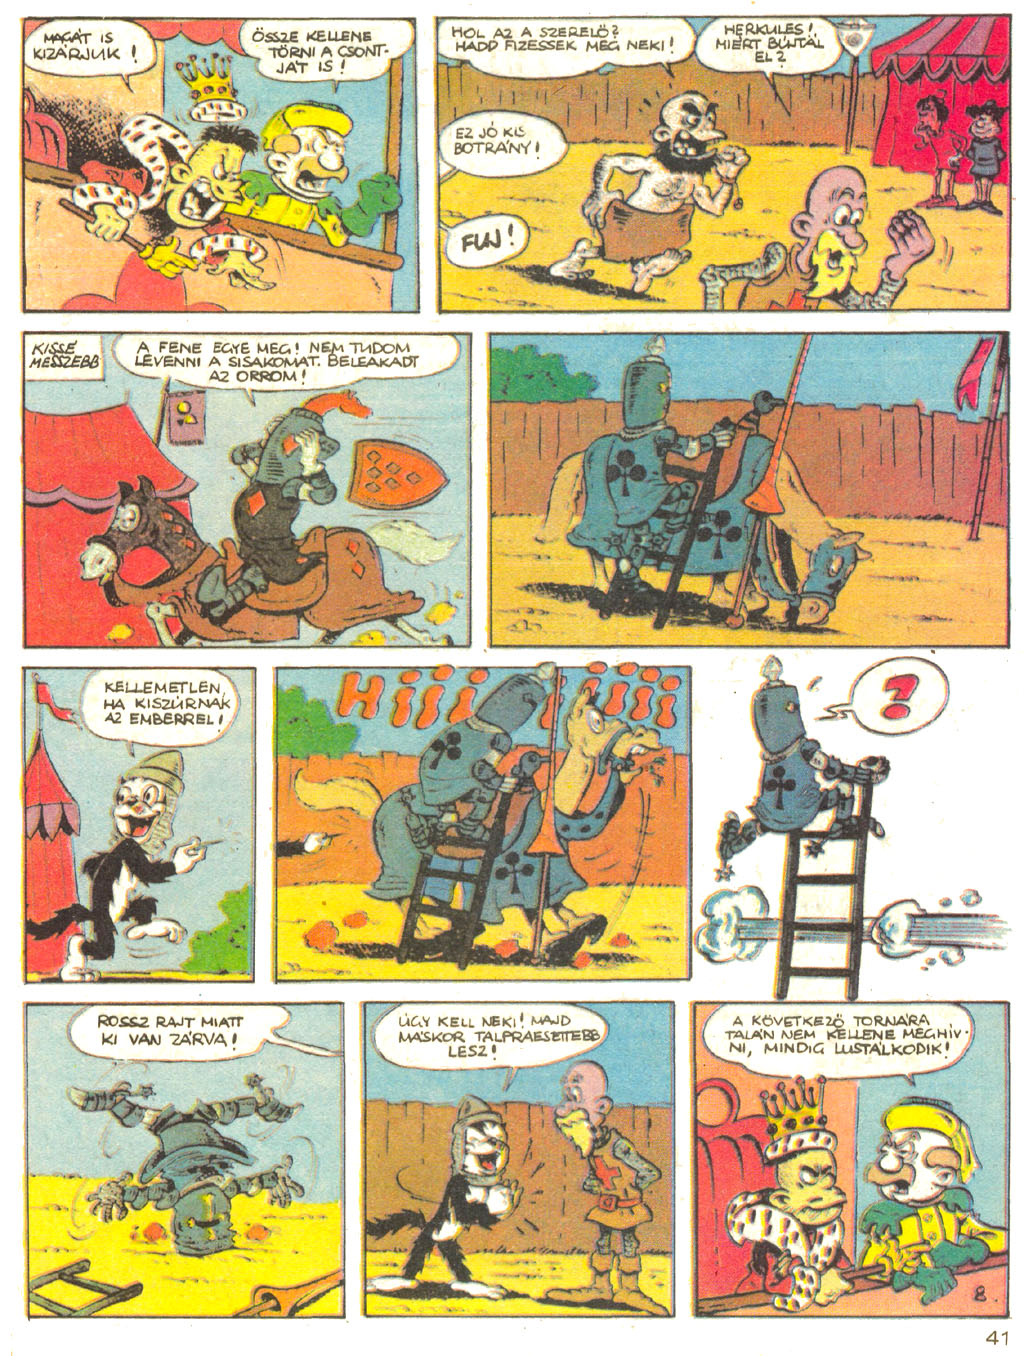 MAGÁT IS
KIZÁRJUK!
ÖSSZE KELLENE
TÖRNI A CSONT-
JÁT IS!
HOL AZ A SZERELŐ?
HADD FIZESSEK MEG NEKI!
HERKULES!
MIÉRT BÚJTÁL
EL?
EZ JÓ KIS
BOTRÁNY!
FUJ!
KISSÉ
MESSZEBB
A FENE EGYE MEG! NEM TUDOM
LEVENNI A SISAKOMAT. BELEAKADT
AZ ORROM!
KELLEMETLEN,
HA KISZÚRNAK
AZ EMBERREL!
?
ROSSZ RAJT MIATT
KI VAN ZÁRVA!
ÚGY KELL NEKI! MAJD
MÁSKOR TALPRAESETTEBB
LESZ!
A KÖVETKEZŐ TORNÁRA
TALÁN NEM KELLENE MEGHÍV-
NI, MINDIG LUSTÁLKODIK!
8.
41